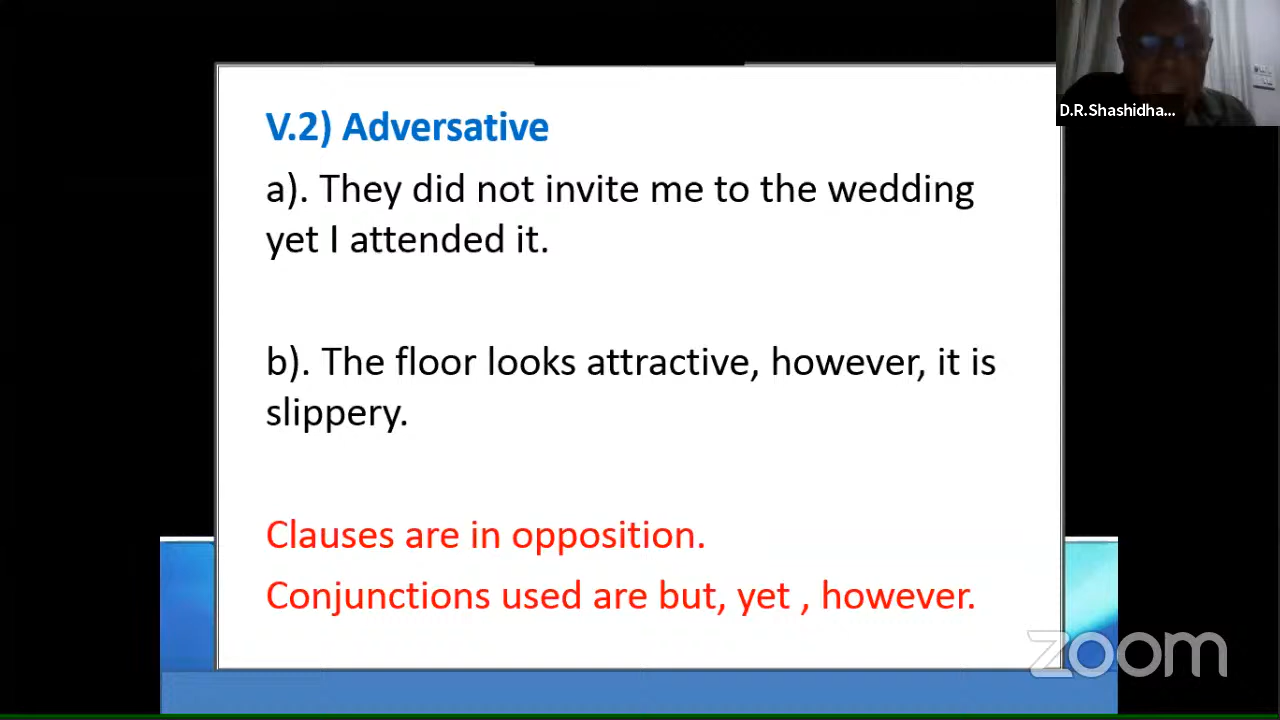 V.2) Adversative
a). They did not invite me to the wedding
yet I attended it.
b). The floor looks attractive, however, it is
slippery.
Clauses are in opposition.
Conjunctions used are but, yet , however.
D.R.Shashidha...
zoom